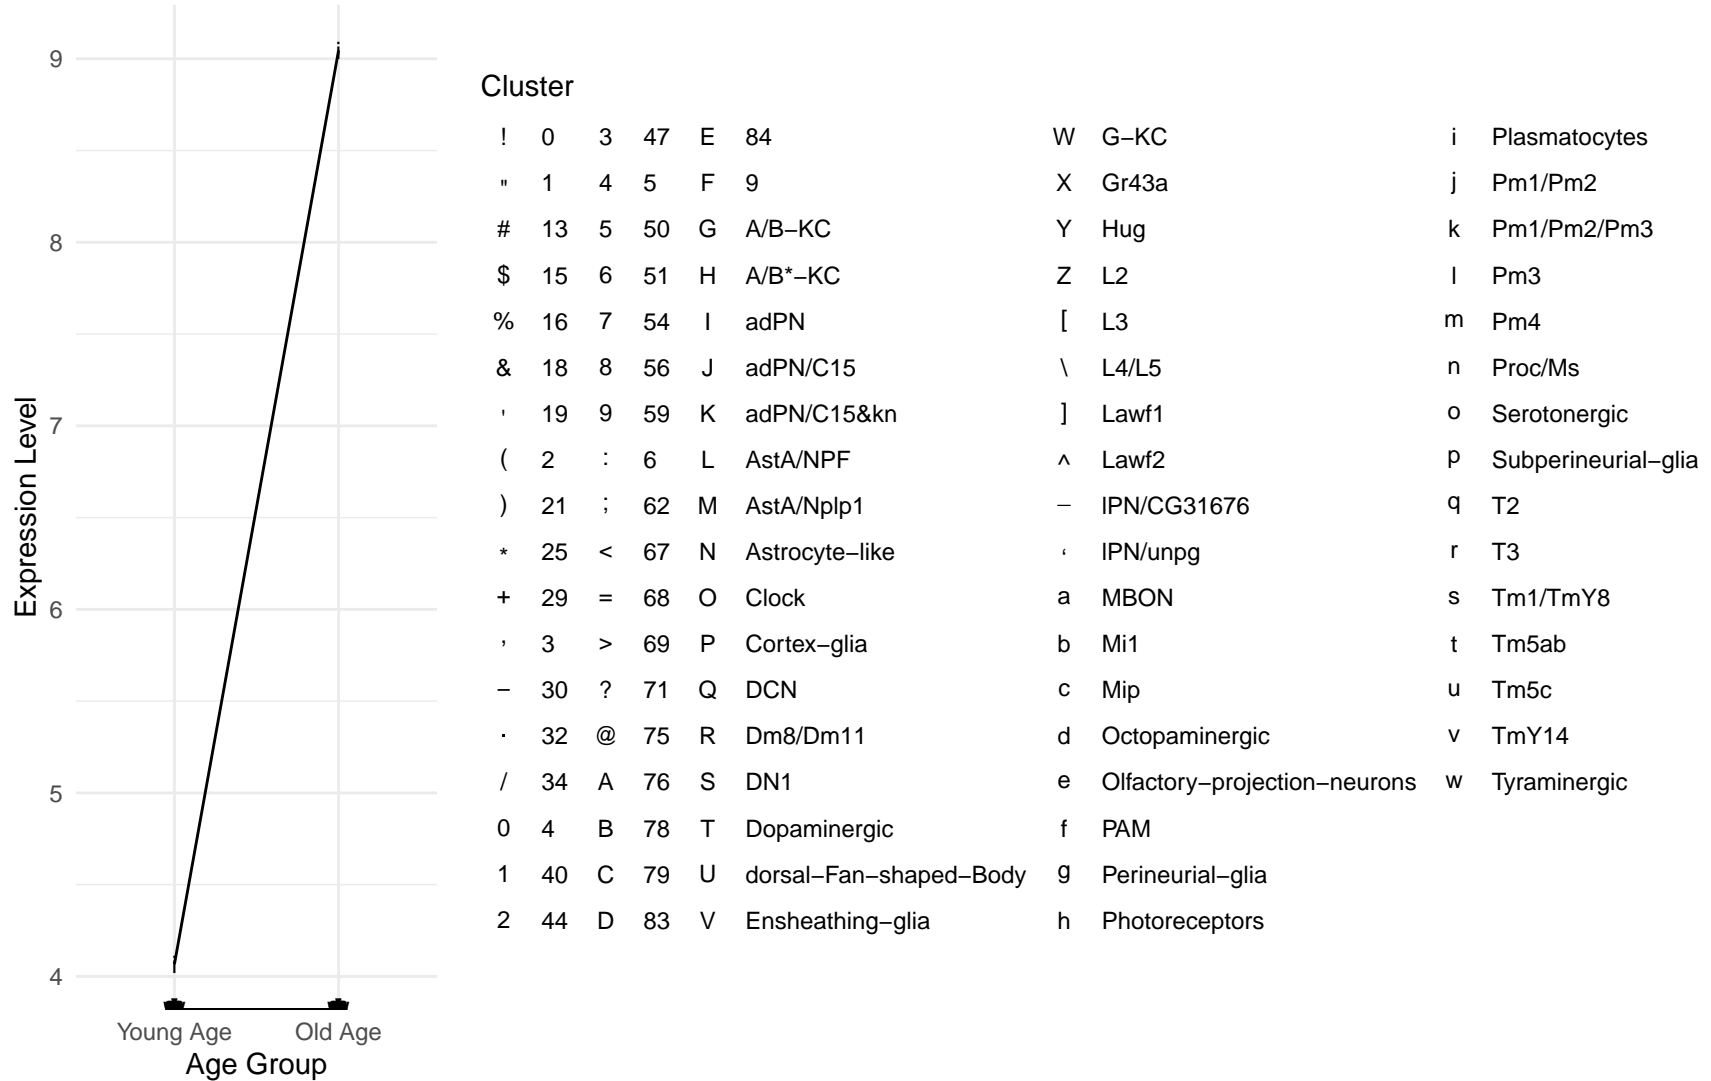 Expression Level
9
8
7
6
5
4
Young Age Old Age
Age Group
Cluster
! 0 3 47 E 84 W G−KC i Plasmatocytes
" 1 4 5 F 9 X Gr43a j Pm1/Pm2
# 13 5 50 G A/B−KC Y Hug k Pm1/Pm2/Pm3
$ 15 6 51 H A/B*−KC Z L2 l Pm3
% 16 7 54 I adPN [ L3 m Pm4
& 18 8 56 J adPN/C15 \ L4/L5 n Proc/Ms
' 19 9 59 K adPN/C15&kn ] Lawf1 o Serotonergic
( 2 : 6 L AstA/NPF ^ Lawf2 p Subperineurial−glia
) 21 ; 62 M AstA/Nplp1 _ lPN/CG31676 q T2
* 25 < 67 N Astrocyte−like ‘ lPN/unpg r T3
+ 29 = 68 O Clock a MBON s Tm1/TmY8
, 3 > 69 P Cortex−glia b Mi1 t Tm5ab
− 30 ? 71 Q DCN c Mip u Tm5c
. 32 @ 75 R Dm8/Dm11 d Octopaminergic v TmY14
/ 34 A 76 S DN1 e Olfactory−projection−neurons w Tyraminergic
0 4 B 78 T Dopaminergic f PAM
1 40 C 79 U dorsal−Fan−shaped−Body g Perineurial−glia
2 44 D 83 V Ensheathing−glia h Photoreceptors